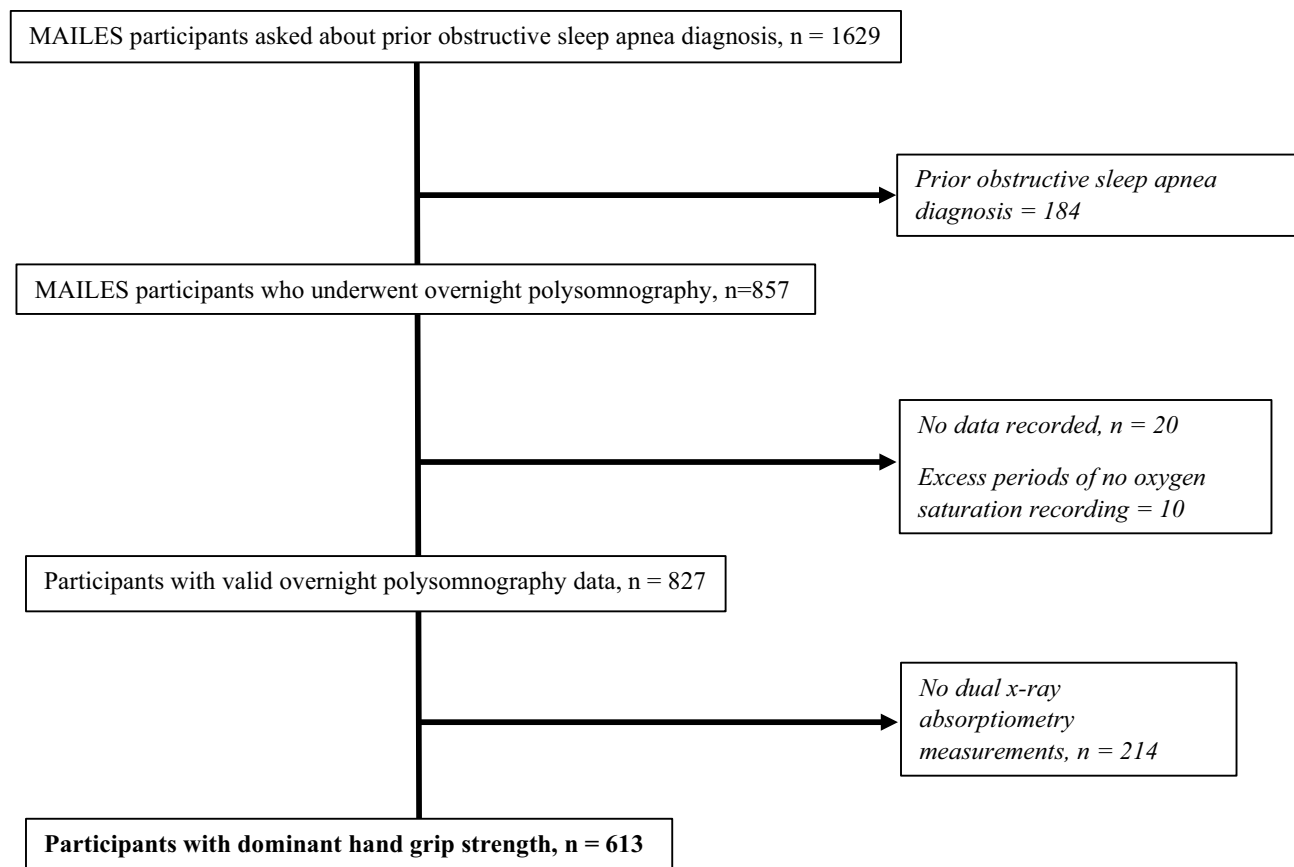 MAILES participants asked about prior obstructive sleep apnea diagnosis, n = 1629
Prior obstructive sleep apnea
diagnosis = 184
MAILES participants who underwent overnight polysomnography, n=857
No data recorded, n = 20
Excess periods of no oxygen
saturation recording = 10
Participants with valid overnight polysomnography data, n = 827
No dual x-ray
absorptiometry
measurements, n = 214
Participants with dominant hand grip strength, n = 613